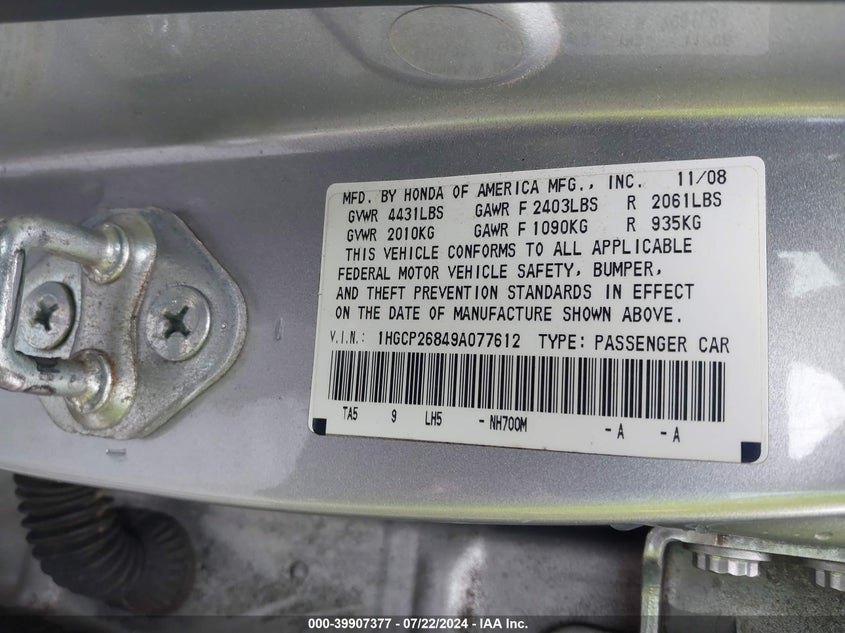 MFD. BY HONDA OF AMERICA MFG., INC. 11/08
GVWR 4431LBS GAWR F 2403LBS R 2061LBS
GVWR 2010KG GAWR F 1090KG R 935KG
THIS VEHICLE CONFORMS TO ALL APPLICABLE
FEDERAL MOTOR VEHICLE SAFETY, BUMPER,
AND THEFT PREVENTION STANDARDS IN EFFECT
ON THE DATE OF MANUFACTURE SHOWN ABOVE.
V.I.N.: 1HGCP26849A077612 TYPE: PASSENGER CAR
TA5 9 LH5 - NH700M - A - A
000-39907377 - 07/22/2024 - IAA Inc.